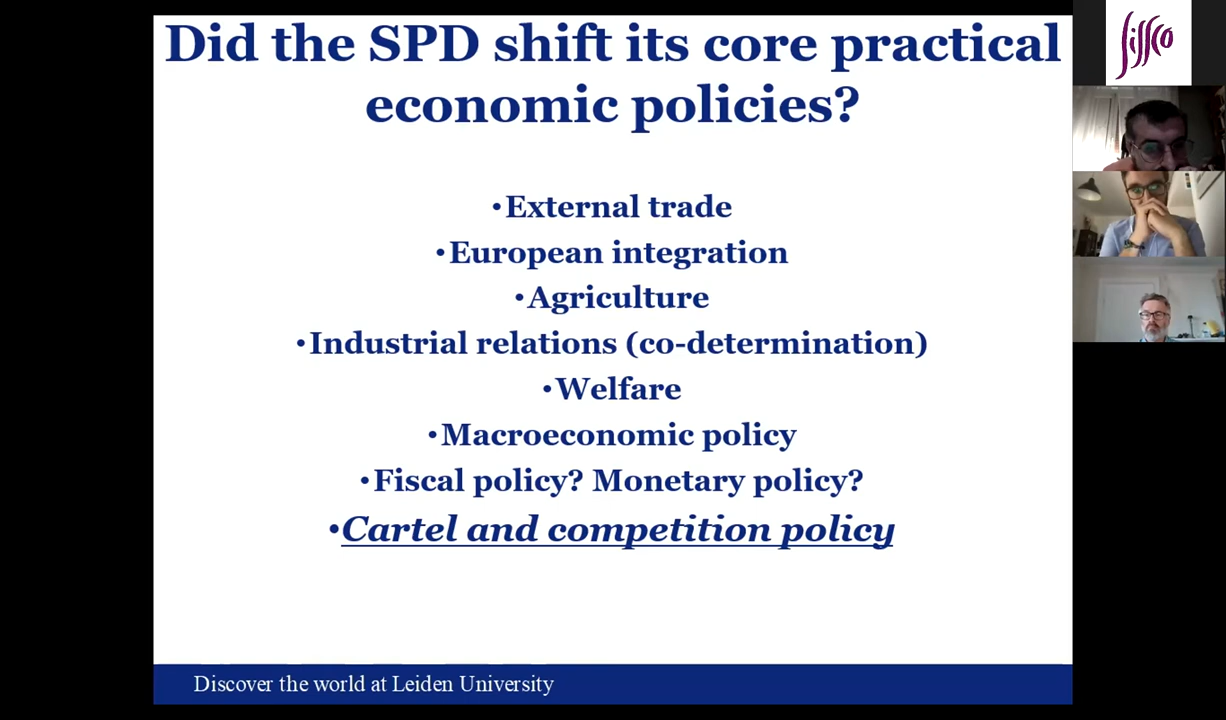 Did the SPD shift its core practical
economic policies?
•External trade
•European integration
•Agriculture
•Industrial relations (co-determination)
•Welfare
•Macroeconomic policy
•Fiscal policy? Monetary policy?
•Cartel and competition policy
Discover the world at Leiden University
Sissco